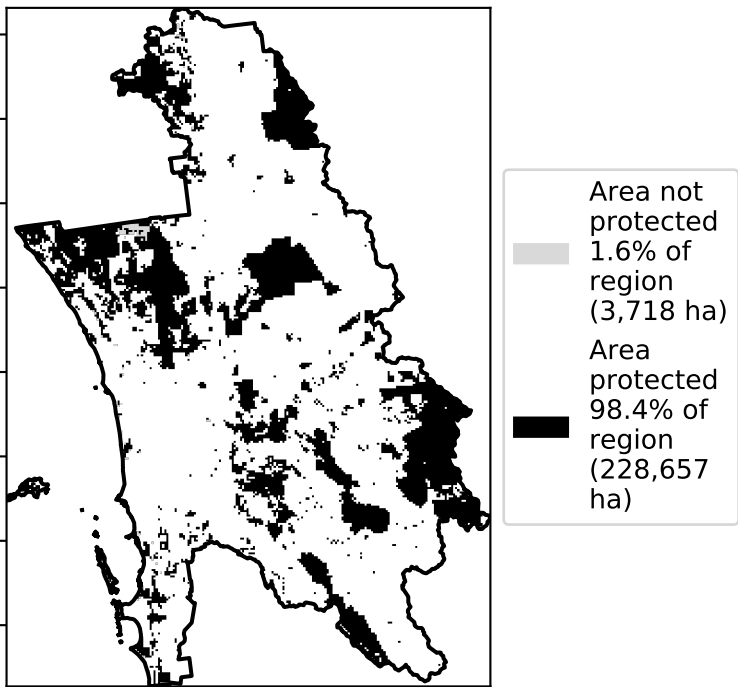 Area not
protected
1.6% of
region
(3,718 ha)
Area
protected
98.4% of
region
(228,657
ha)